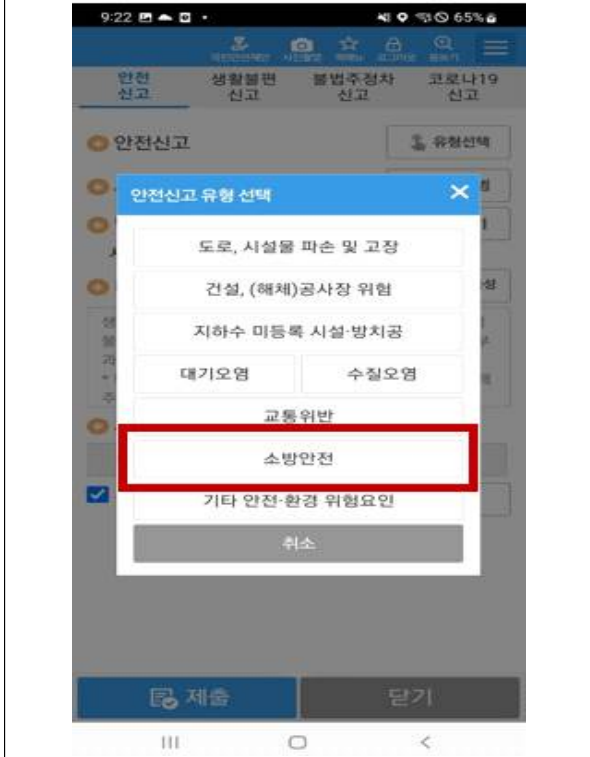 9:22
65%
안전 신고
생활불편 신고
불법주정차 신고
코로나19 신고
안전신고
유형선택
안전신고 유형 선택
도로, 시설물 파손 및 고장
건설, (해체)공사장 위험
지하수 미등록 시설·방치공
대기오염 수질오염
교통위반
소방안전
기타 안전·환경 위험요인
취소
제출 닫기